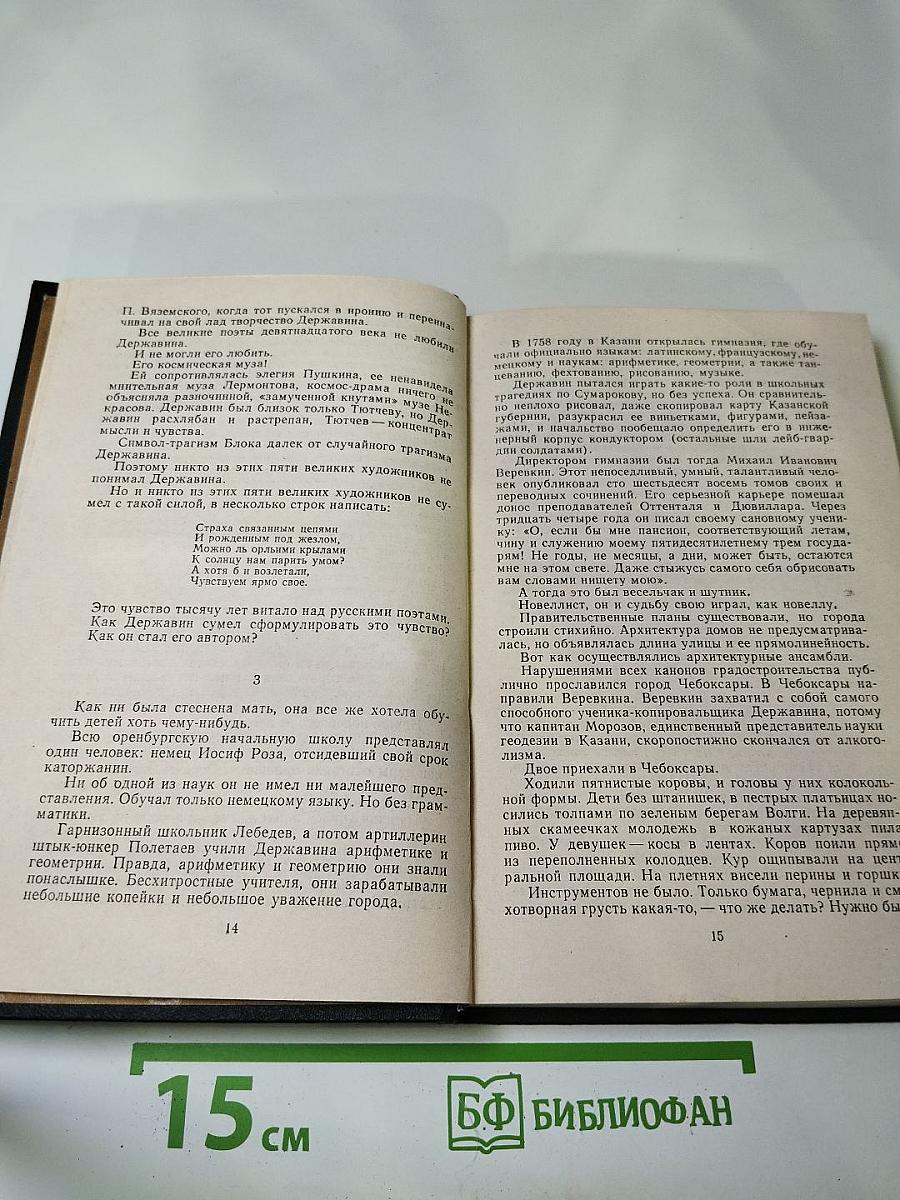 П. Вяземского, когда тот пускался в иронию и переина-
чивал на свой лад творчество Державина.
Все великие поэты девятнадцатого века не любили
Державина.
И не могли его любить.
Его космическая муза!
Ей сопротивлялась элегия Пушкина, ее ненавидела
мнительная муза Лермонтова, космос-драма ничего не
объясняла разночинной, «замученной кнутами» музе Не-
красова. Державин был близок только Тютчеву, но Дер-
жавин расхлябан и растрепан, Тютчев — концентрат
мысли и чувства.
Символ-трагизм Блока далек от случайного трагизма
Державина.
Поэтому никто из этих пяти великих художников не
понимал Державина.
Но и никто из этих пяти великих художников не су-
мел с такой силой, в несколько строк написать:
Страха связанным цепями
И рожденным под жезлом,
Можно ль орлими крылами
К солнцу нам парить умом?
А хотя б и возлетали,
Чувствуем ярмо свое.
Это чувство тысячу лет витало над русскими поэтами.
Как Державин сумел сформулировать это чувство?
Как он стал его автором?
3
Как ни была стеснена мать, она все же хотела обу-
чить детей хоть чему-нибудь.
Всю оренбургскую начальную школу представлял
один человек: немец Иосиф Роза, отсидевший свой срок
каторжанин.
Ни об одной из наук он не имел ни малейшего пред-
ставления. Обучал только немецкому языку. Но без грам-
матики.
Гарнизонный школьник Лебедев, а потом артиллерии
штык-юнкер Полетаев учили Державина арифметике и
геометрии. Правда, арифметику и геометрию они знали
понаслышке. Бесхитростные учителя, они зарабатывали
небольшие копейки и небольшое уважение города.
14
В 1758 году в Казани открылась гимназия, где обу-
чали официально языкам: латинскому, французскому, не-
мецкому и наукам: арифметике, геометрии, а также тан-
цеванию, фехтованию, рисованию, музыке.
Державин пытался играть какие-то роли в школьных
трагедиях по Сумарокову, но без успеха. Он сравнитель-
но неплохо рисовал, даже скопировал карту Казанской
губернии, разукрасил ее виньетками, фигурами, пейза-
жами, и начальство пообещало определить его в инже-
нерный корпус кондуктором (остальные шли лейб-гвар-
дии солдатами).
Директором гимназии был тогда Михаил Иванович
Веревкин. Этот непоседливый, умный, талантливый чело-
век опубликовал сто шестьдесят восемь томов своих и
переводных сочинений. Его серьезной карьере помешал
донос преподавателей Оттенталя и Дювиллара. Через
тридцать четыре года он писал своему сановному учени-
ку: «О, если бы мне пансион, соответствующий летам,
чину и служению моему пятидесятилетнему трем госуда-
рям! Не годы, не месяцы, а дни, может быть, остаются
мне на этом свете. Даже стыжусь самого себя обрисовать
вам словами нищету мою».
А тогда это был весельчак и шутник.
Новеллист, он и судьбу свою играл, как новеллу.
Правительственные планы существовали, но города
строили стихийно. Архитектура домов не предусматрива-
лась, но объявлялась длина улицы и ее прямолинейность.
Вот как осуществлялись архитектурные ансамбли.
Нарушениями всех канонов градостроительства пуб-
лично прославился город Чебоксары. В Чебоксары на-
правили Веревкина. Веревкин захватил с собой самого
способного ученика-копировальщика Державина, потому
что капитан Морозов, единственный представитель науки
геодезии в Казани, скоропостижно скончался от алкого-
лизма.
Двое приехали в Чебоксары.
Ходили пятнистые коровы, и головы у них колоколь-
ной формы. Дети без штанишек, в пестрых платьицах но-
сились толпами по зеленым берегам Волги. На деревян-
ных скамеечках молодежь в кожаных картузах пила
пиво. У девушек — косы в лентах. Коров поили прямо
из переполненных колодцев. Кур ощипывали на цент
ральной площади. На плетнях висели перины и горшк
Инструментов не было. Только бумага, чернила и см
хотворная грусть какая-то, — что же делать? Нужно бы
15
15 см
БФ БИБЛИОФАН